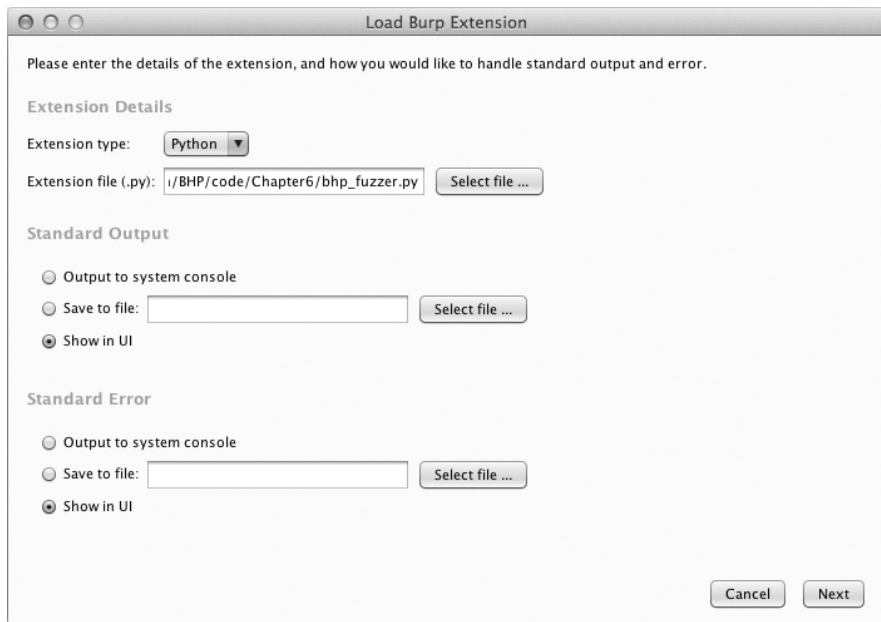 Load Burp Extension
Please enter the details of the extension, and how you would like to handle standard output and error.
Extension Details
Extension type: Python
Extension file (.py): /BHP/code/Chapter6/bhp_fuzzer.py Select file ...
Standard Output
Output to system console
Save to file: Select file ...
Show in UI
Standard Error
Output to system console
Save to file: Select file ...
Show in UI
Cancel Next